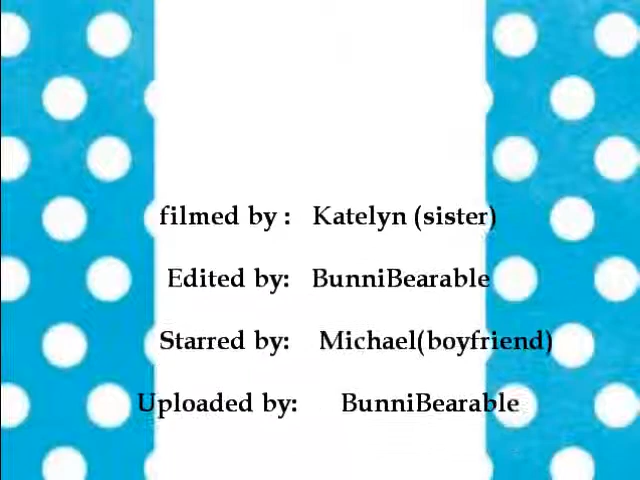 filmed by : Katelyn (sister)
Edited by: BunniBearable
Starred by: Michael(boyfriend)
Uploaded by: BunniBearable